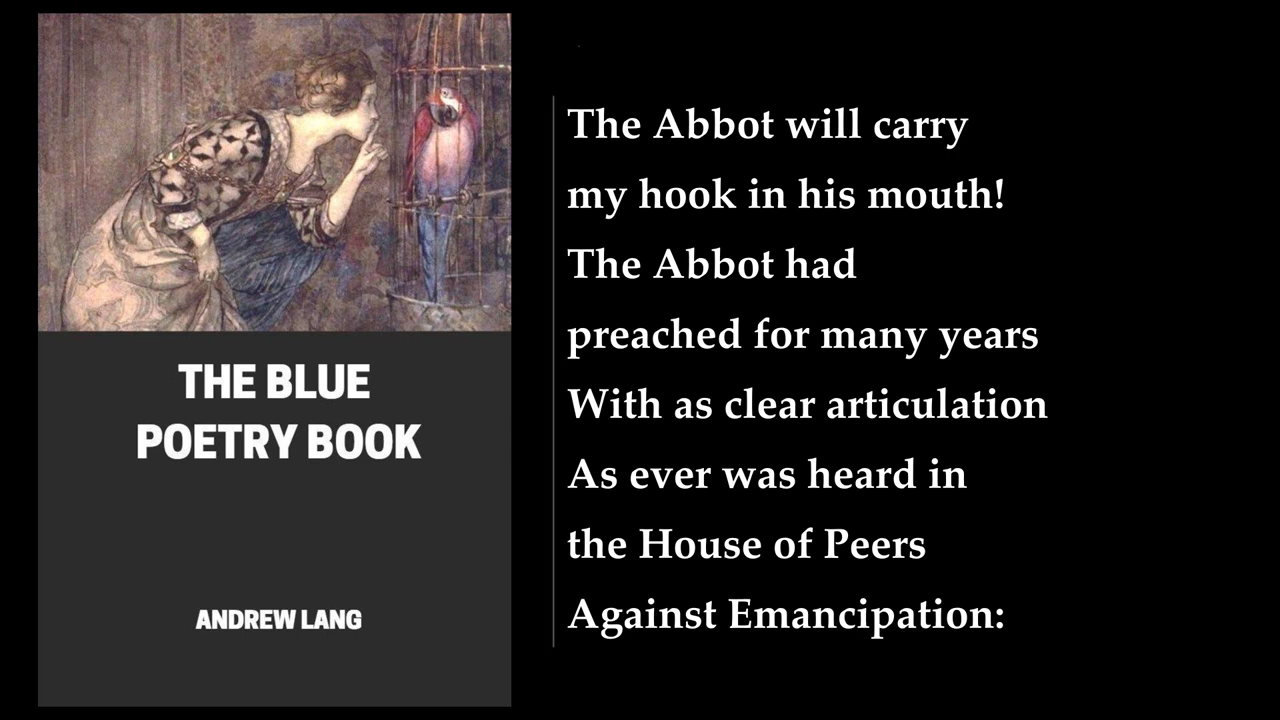 THE BLUE
POETRY BOOK
ANDREW LANG
The Abbot will carry
my hook in his mouth!
The Abbot had
preached for many years
With as clear articulation
As ever was heard in
the House of Peers
Against Emancipation: